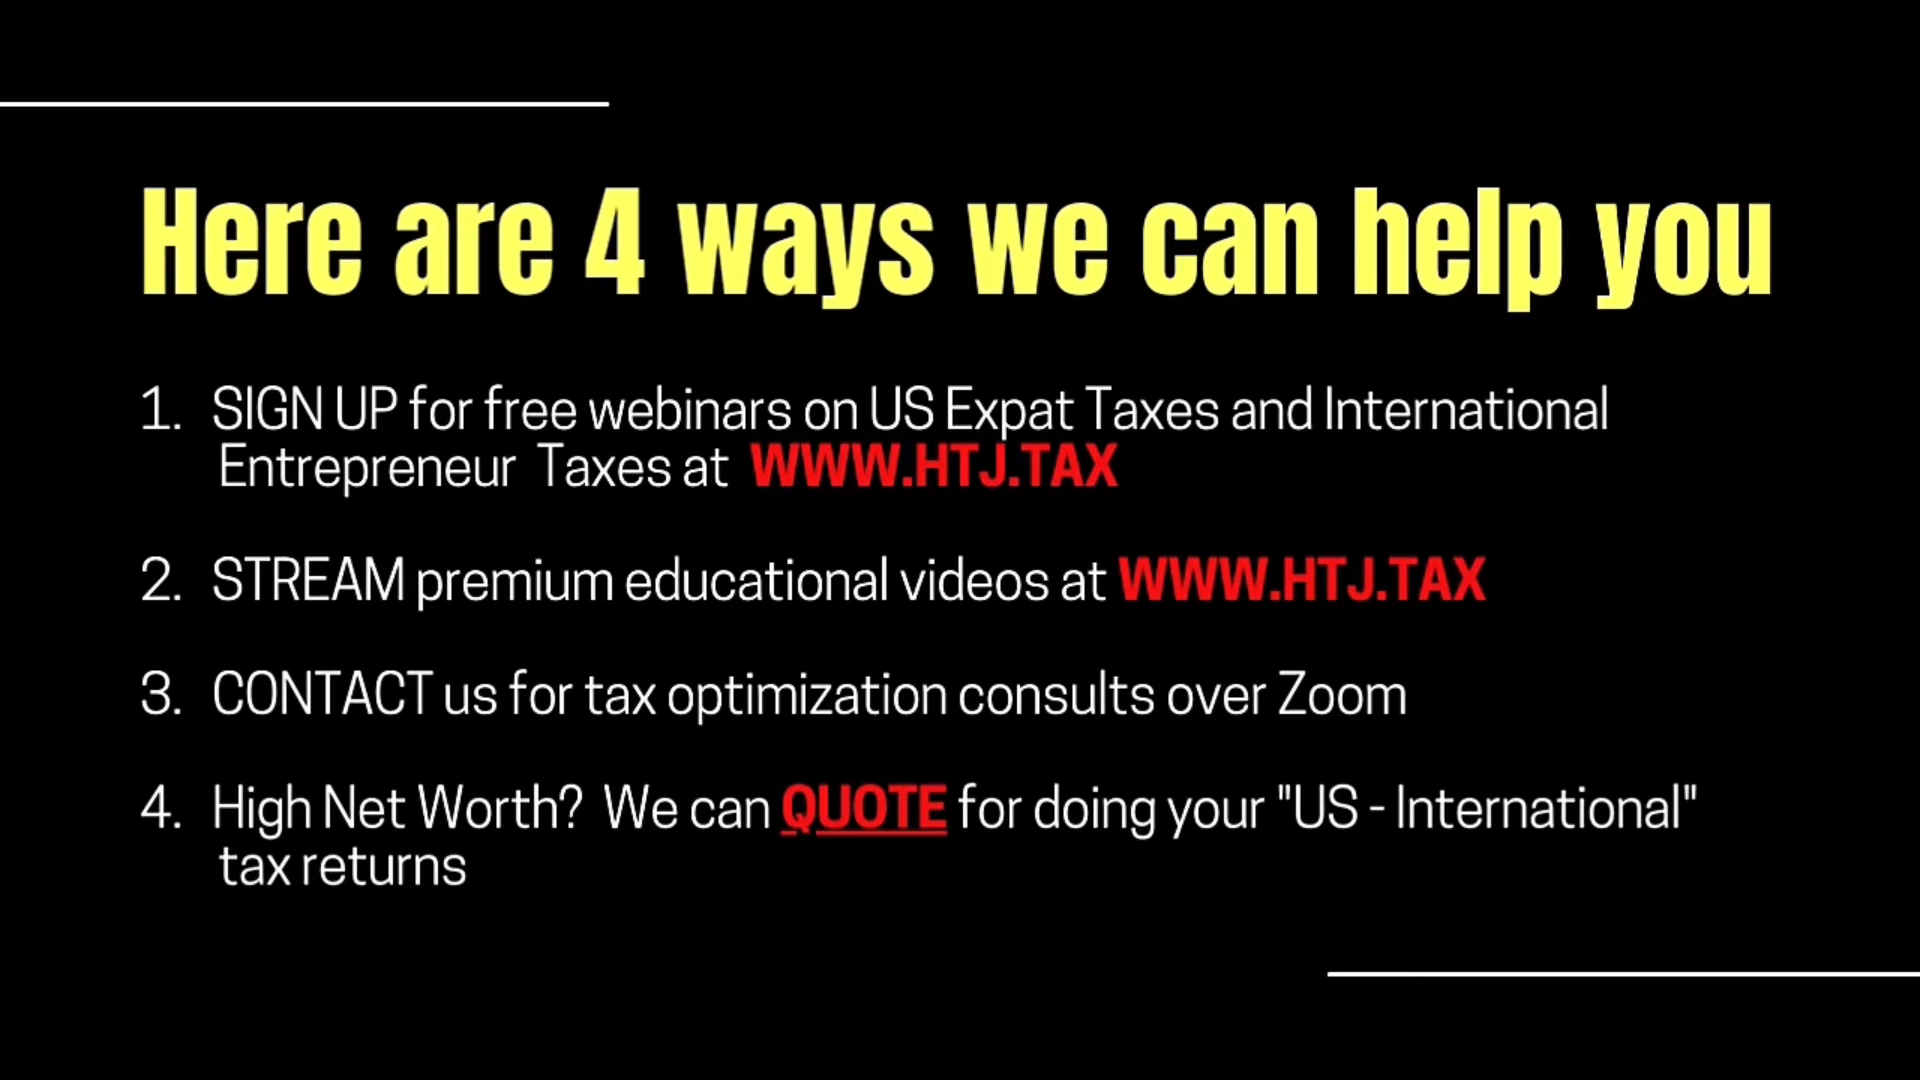 Here are 4 ways we can help you
1. SIGN UP for free webinars on US Expat Taxes and International
Entrepreneur Taxes at WWW.HTJ.TAX
2. STREAM premium educational videos at WWW.HTJ.TAX
3. CONTACT us for tax optimization consults over Zoom
4. High Net Worth? We can QUOTE for doing your "US - International"
tax returns